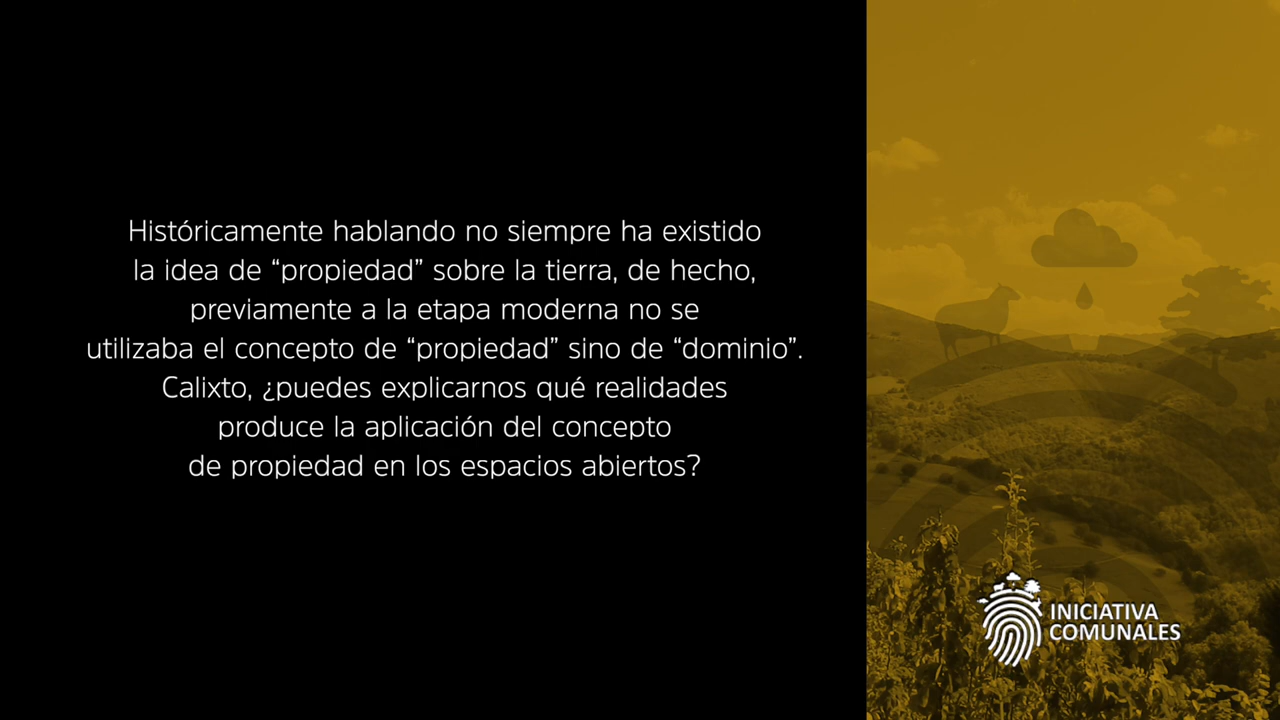 Históricamente hablando no siempre ha existido
la idea de “propiedad” sobre la tierra, de hecho,
previamente a la etapa moderna no se
utilizaba el concepto de “propiedad” sino de “dominio”.
Calixto, ¿puedes explicarnos qué realidades
produce la aplicación del concepto
de propiedad en los espacios abiertos?
INICIATIVA
COMUNALES